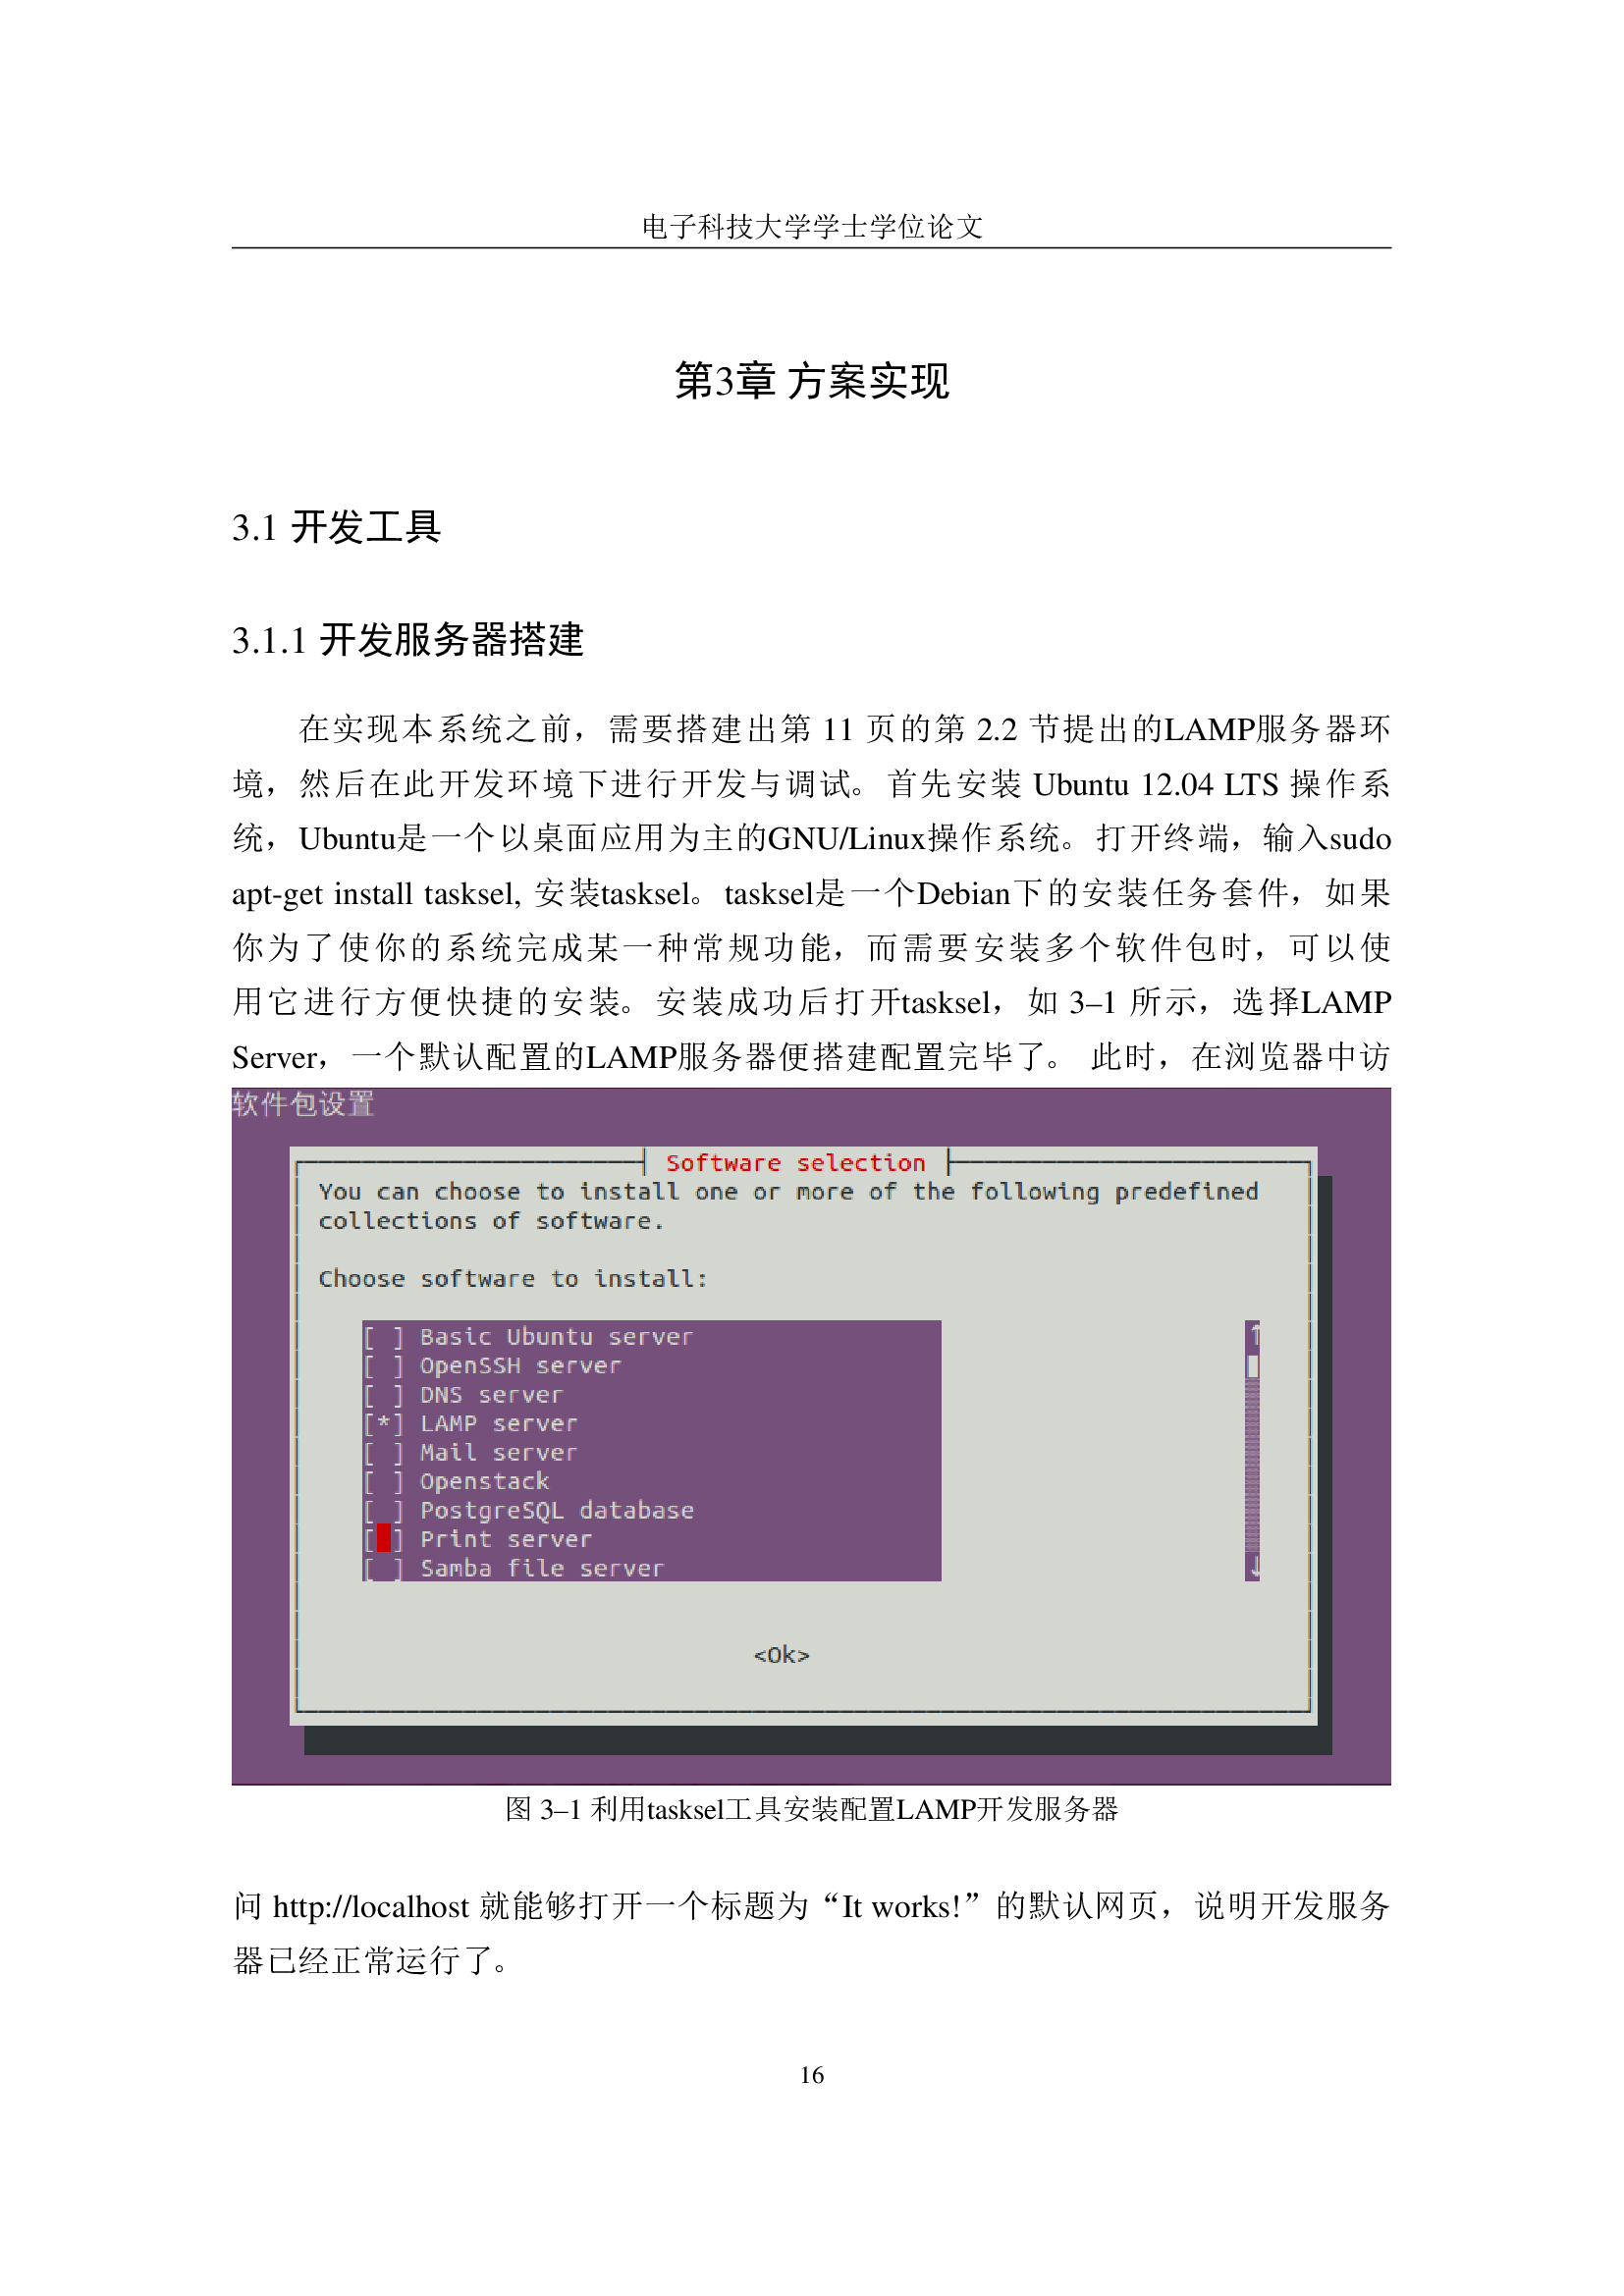 电子科技大学学士学位论文
第3章 方案实现
3.1 开发工具
3.1.1 开发服务器搭建
在实现本系统之前，需要搭建出第 11 页的第 2.2 节提出的LAMP服务器环
境，然后在此开发环境下进行开发与调试。首先安装 Ubuntu 12.04 LTS 操作系
统，Ubuntu是一个以桌面应用为主的GNU/Linux操作系统。打开终端，输入sudo
apt-get install tasksel, 安装tasksel。tasksel是一个Debian下的安装任务套件，如果
你为了使你的系统完成某一种常规功能，而需要安装多个软件包时，可以使
用它进行方便快捷的安装。安装成功后打开tasksel，如 3–1 所示，选择LAMP
Server，一个默认配置的LAMP服务器便搭建配置完毕了。 此时，在浏览器中访
软件包设置
Software selection
You can choose to install one or more of the following predefined
collections of software.
Choose software to install:
[ ] Basic Ubuntu server
[ ] OpenSSH server
[ ] DNS server
[*] LAMP server
[ ] Mail server
[ ] Openstack
[ ] PostgreSQL database
[ ] Print server
[ ] Samba file server
<Ok>
图 3–1 利用tasksel工具安装配置LAMP开发服务器
问 http://localhost 就能够打开一个标题为“It works!”的默认网页，说明开发服务
器已经正常运行了。
16